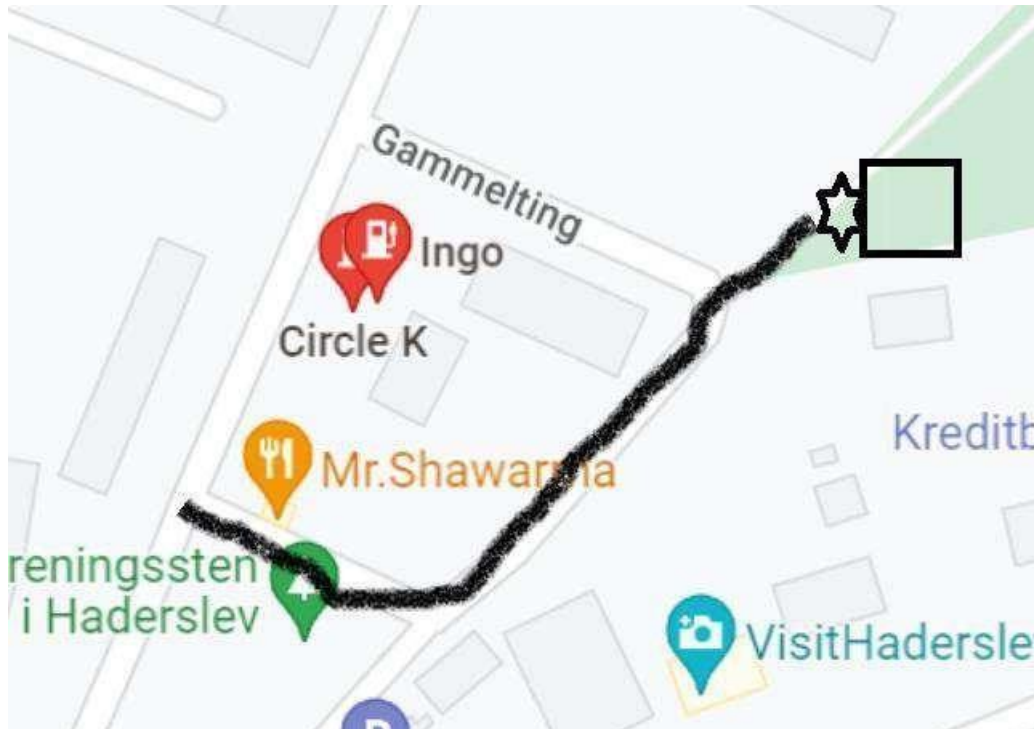 Gammelting
Ingo
Circle K
Kreditb
Mr.Shawarma
reningssten
i Haderslev
VisitHadersle
P